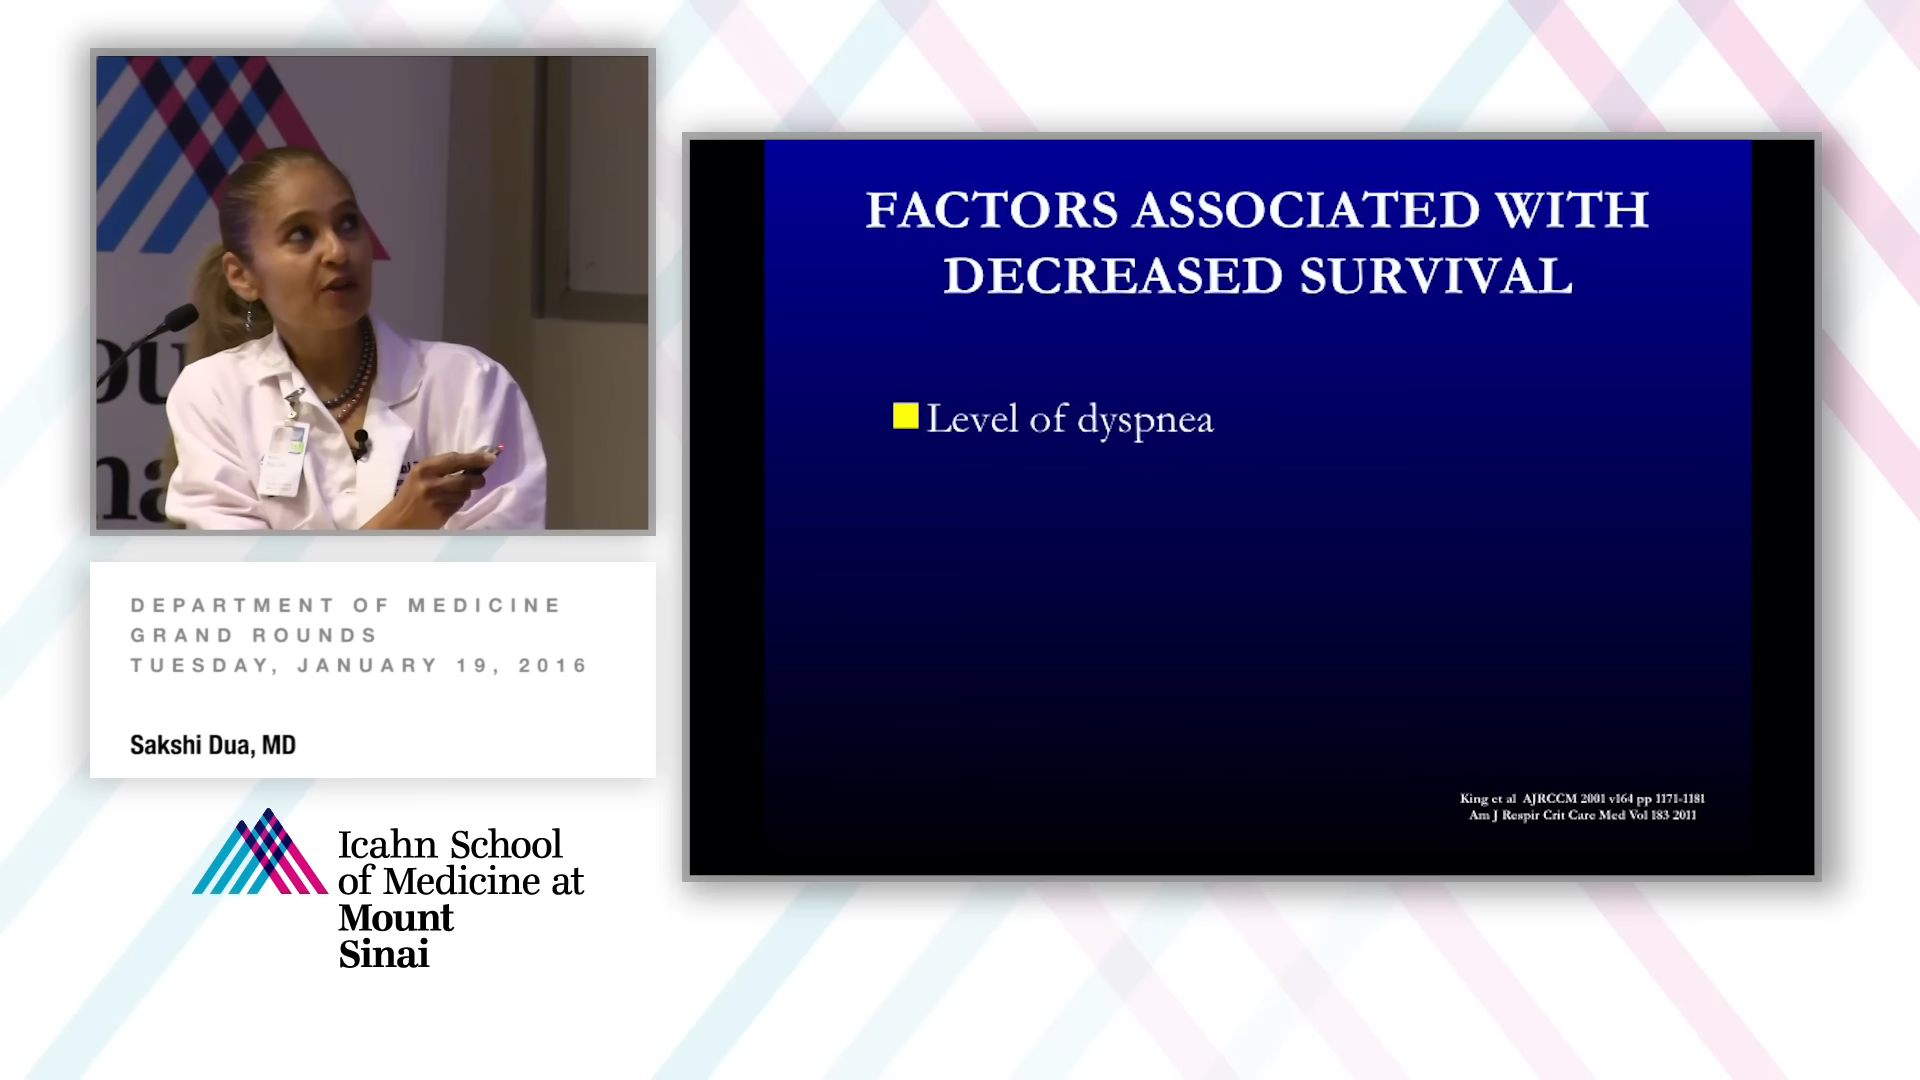 FACTORS ASSOCIATED WITH
DECREASED SURVIVAL
Level of dyspnea
King et al AJRCCM 2001 v164 pp 1171-1181
Am J Respir Crit Care Med Vol 183 2011
DEPARTMENT OF MEDICINE
GRAND ROUNDS
TUESDAY, JANUARY 19, 2016
Sakshi Dua, MD
Icahn School
of Medicine at
Mount
Sinai